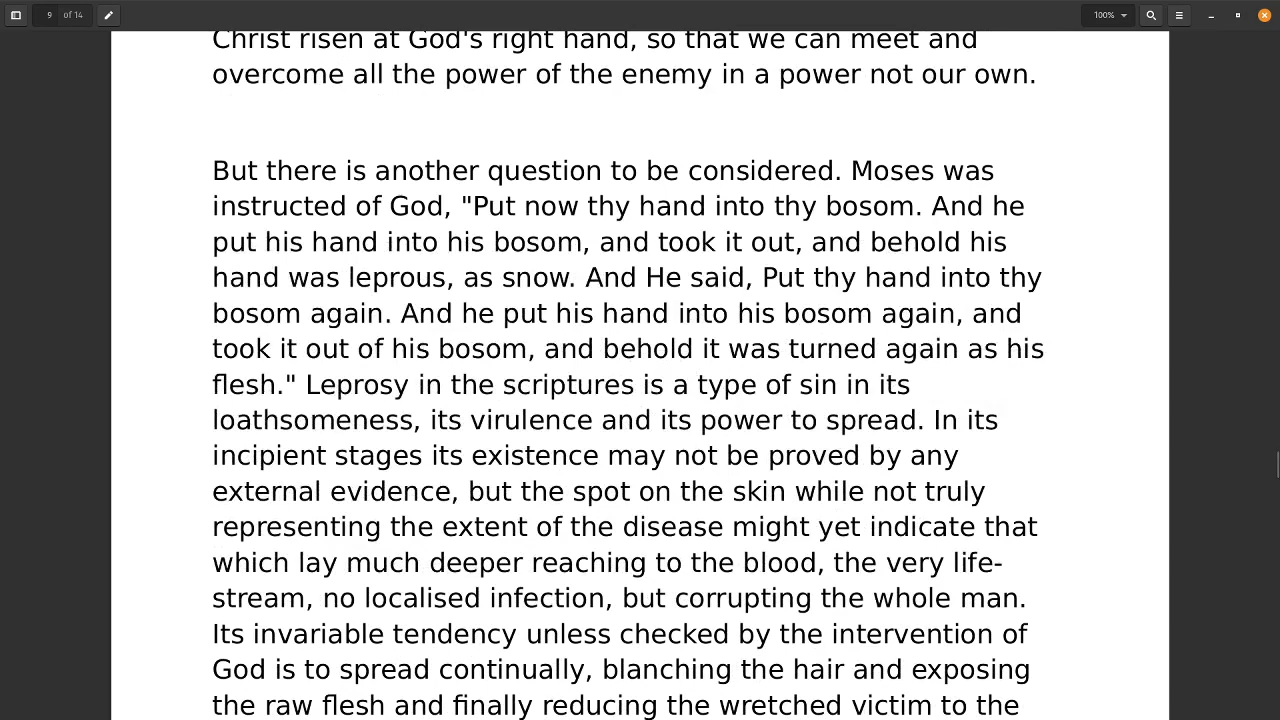 9 of 14
100%
Christ risen at God's right hand, so that we can meet and
overcome all the power of the enemy in a power not our own.
But there is another question to be considered. Moses was
instructed of God, "Put now thy hand into thy bosom. And he
put his hand into his bosom, and took it out, and behold his
hand was leprous, as snow. And He said, Put thy hand into thy
bosom again. And he put his hand into his bosom again, and
took it out of his bosom, and behold it was turned again as his
flesh." Leprosy in the scriptures is a type of sin in its
loathsomeness, its virulence and its power to spread. In its
incipient stages its existence may not be proved by any
external evidence, but the spot on the skin while not truly
representing the extent of the disease might yet indicate that
which lay much deeper reaching to the blood, the very life-
stream, no localised infection, but corrupting the whole man.
Its invariable tendency unless checked by the intervention of
God is to spread continually, blanching the hair and exposing
the raw flesh and finally reducing the wretched victim to the